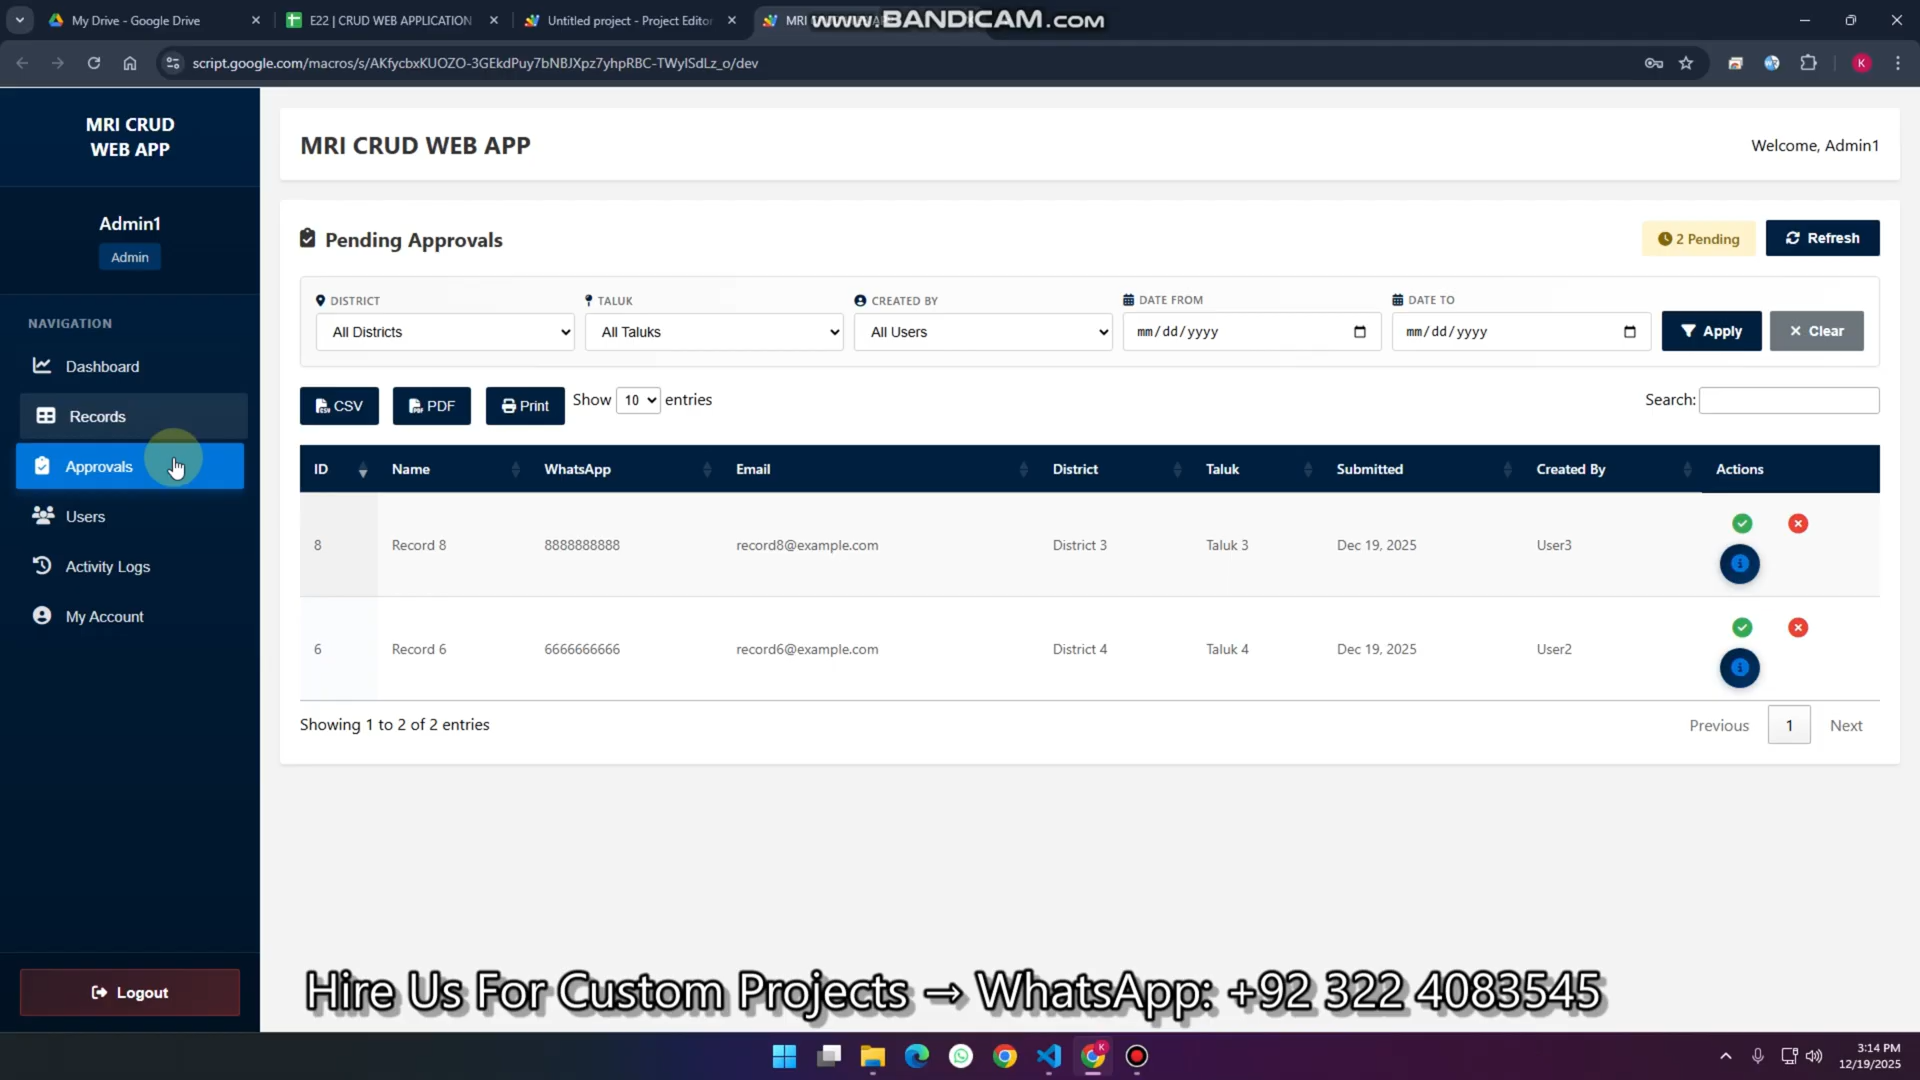 My Drive - Google Drive
E22 | CRUD WEB APPLICATION
Untitled project - Project Editor
MRI
WWW.BANDICAM.COM
script.google.com/macros/s/AKfycbxKUOZO-3GEkdPuy7bNBJXpz7yhpRBC-TWylSdLz_o/dev
K
MRI CRUD
WEB APP
Admin1
Admin
NAVIGATION
Dashboard
Records
Approvals
Users
Activity Logs
My Account
Logout
MRI CRUD WEB APP
Welcome, Admin1
Pending Approvals
2 Pending
Refresh
DISTRICT
TALUK
CREATED BY
DATE FROM
DATE TO
All Districts
All Taluks
All Users
mm/dd/yyyy
mm/dd/yyyy
Apply
Clear
CSV
PDF
Print
Show 10 entries
Search:
ID Name WhatsApp Email District Taluk Submitted Created By Actions
8 Record 8 8888888888 record8@example.com District 3 Taluk 3 Dec 19, 2025 User3
6 Record 6 6666666666 record6@example.com District 4 Taluk 4 Dec 19, 2025 User2
Showing 1 to 2 of 2 entries
Previous 1 Next
Hire Us For Custom Projects → WhatsApp: +92 322 4083545
3:14 PM
12/19/2025